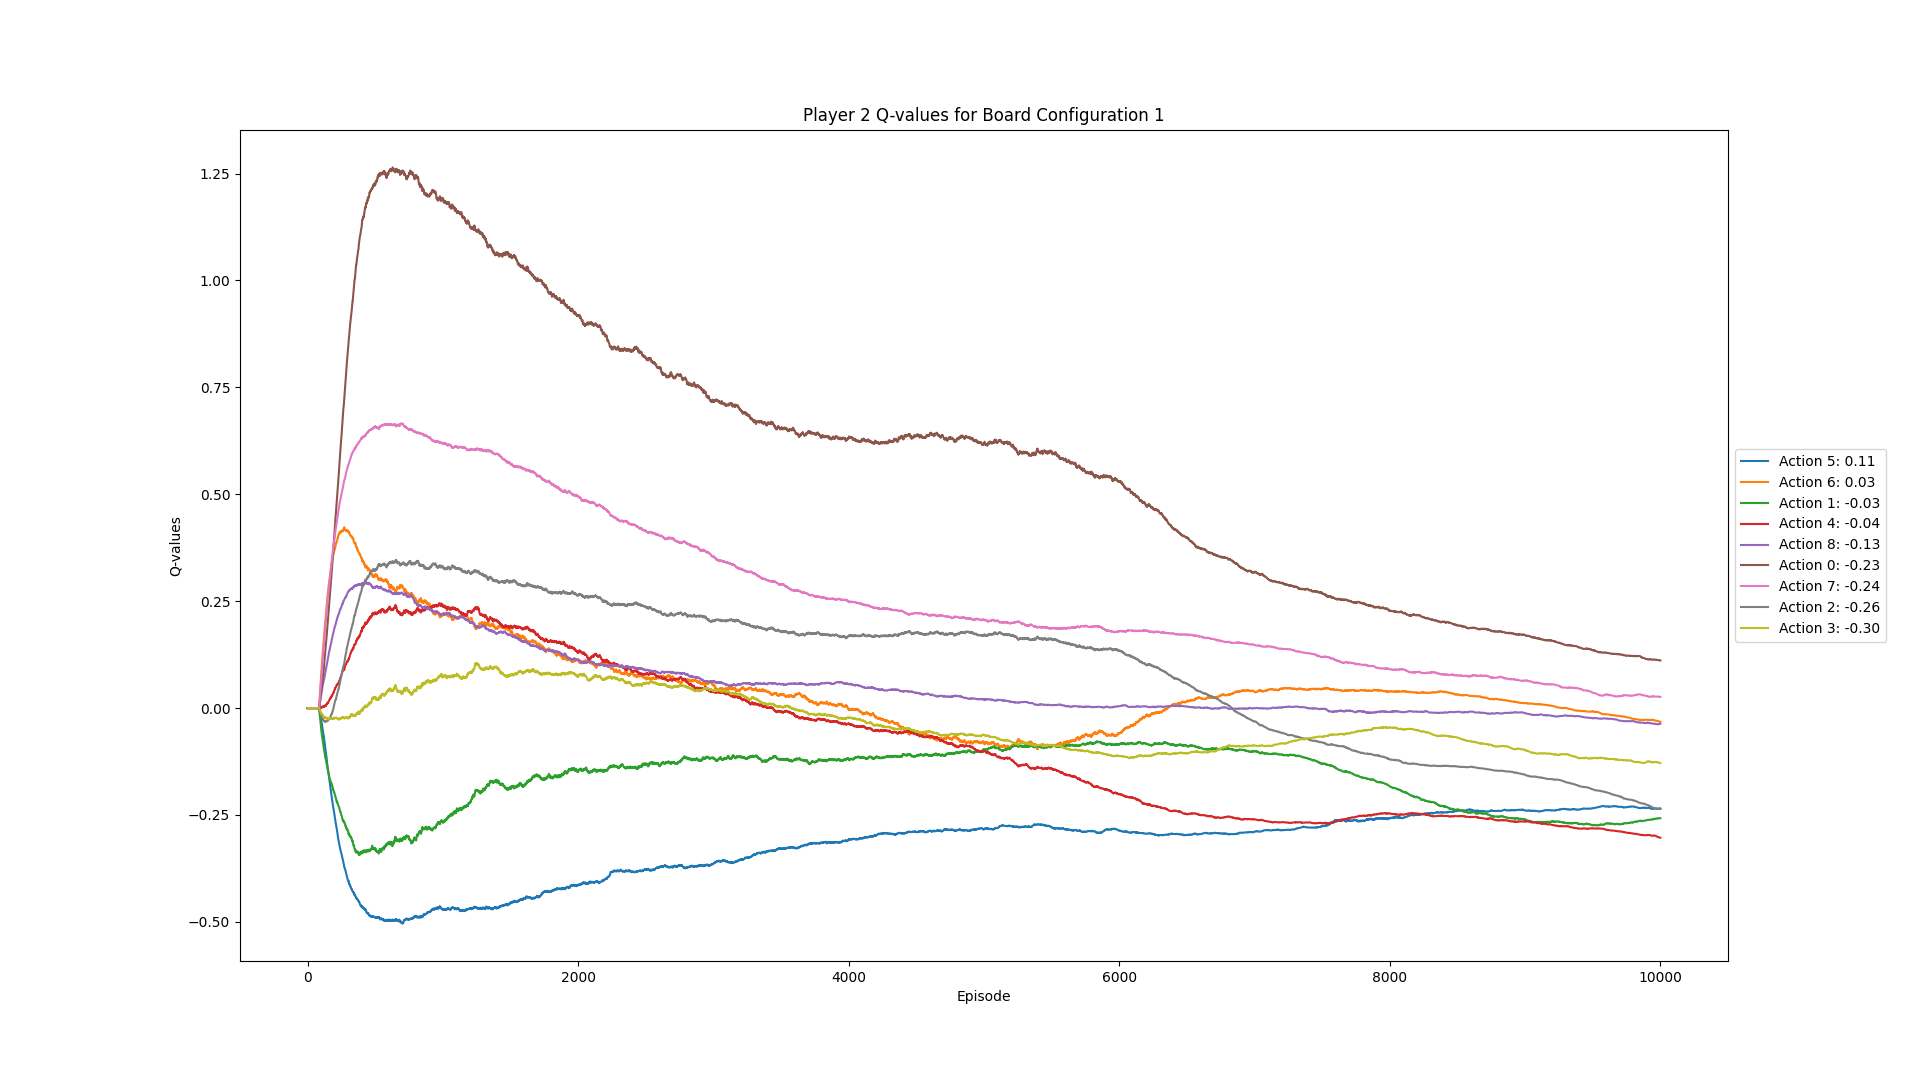 Player 2 Q-values for Board Configuration 1
1.25
1.00
0.75
0.50
0.25
0.00
−0.25
−0.50
Q-values
0
2000
4000
6000
8000
10000
Episode
Action 5: 0.11
Action 6: 0.03
Action 1: -0.03
Action 4: -0.04
Action 8: -0.13
Action 0: -0.23
Action 7: -0.24
Action 2: -0.26
Action 3: -0.30